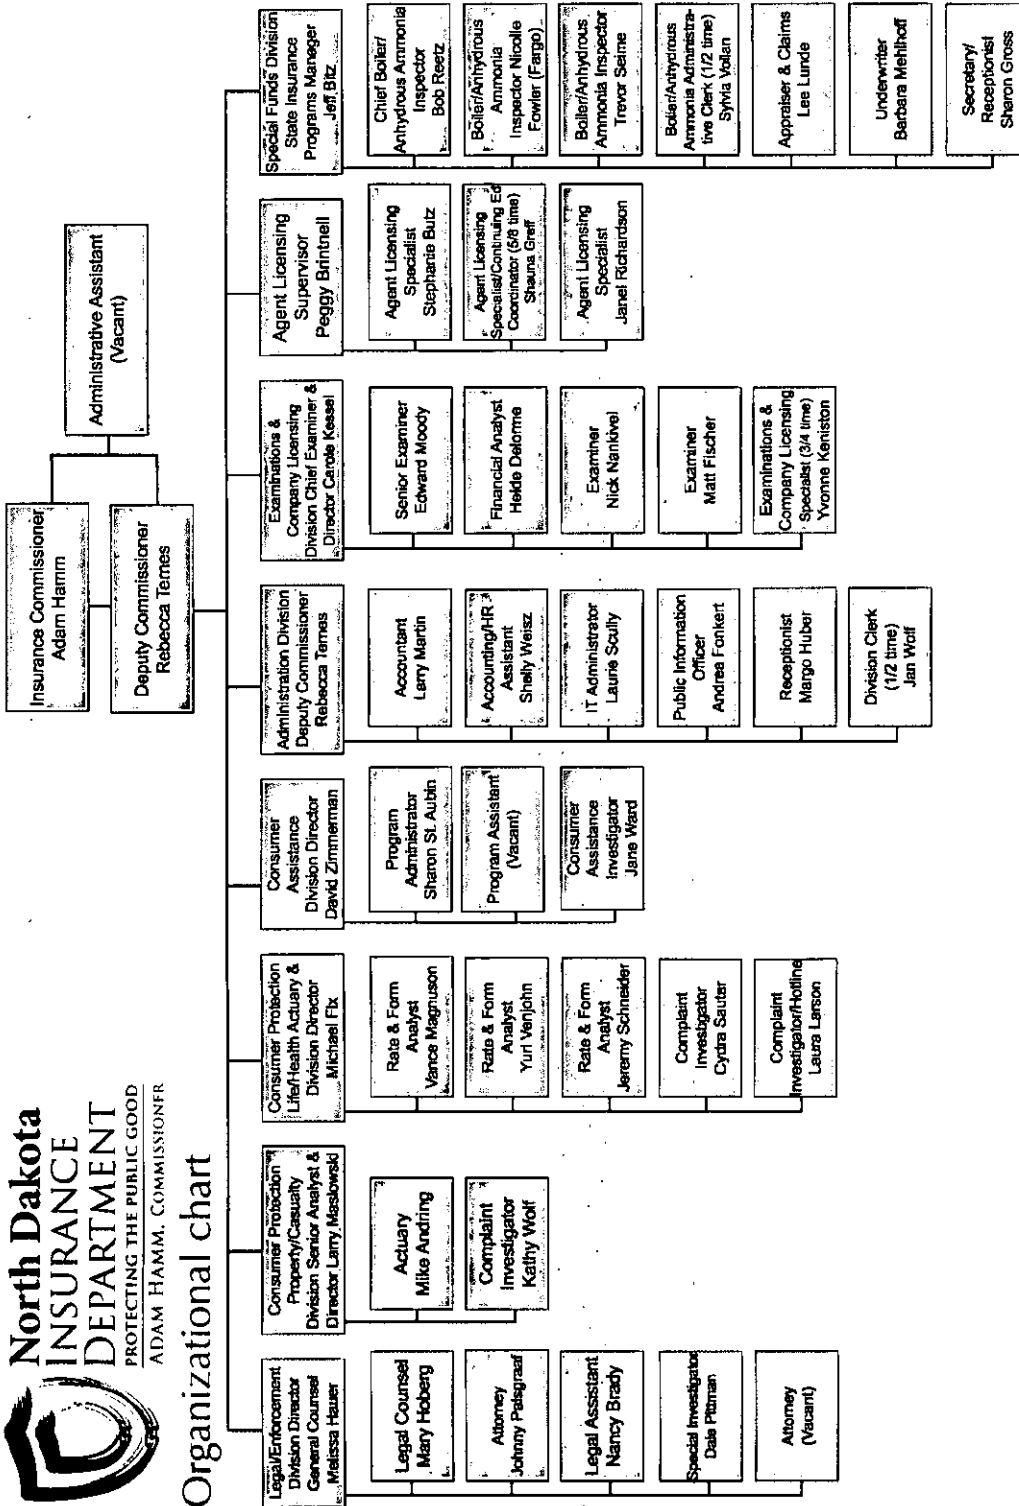 North Dakota
INSURANCE
DEPARTMENT
PROTECTING THE PUBLIC GOOD
ADAM HAMM, COMMISSIONER
Organizational chart
Insurance Commissioner
Adam Hamm
Deputy Commissioner
Rebecca Ternes
Administrative Assistant
(Vacant)
Legal/Enforcement
Division Director
General Counsel
Melissa Hauer
Legal Counsel
Mary Hoberg
Attorney
Johnny Palsgraaf
Legal Assistant
Nancy Brady
Special Investigator
Dale Pittman
Attorney
(Vacant)
Consumer Protection
Property/Casualty
Division Senior Analyst &
Director Larry Maslowski
Actuary
Mike Andring
Complaint
Investigator
Kathy Wolf
Consumer Protection
Life/Health Actuary &
Division Director
Michael Fix
Rate & Form
Analyst
Vance Magnuson
Rate & Form
Analyst
Yuri Venjohn
Rate & Form
Analyst
Jeremy Schneider
Complaint
Investigator
Cydra Sauter
Complaint
Investigator/Hotline
Laura Larson
Consumer
Assistance
Division Director
David Zimmerman
Program
Administrator
Sharon St. Aubin
Program Assistant
(Vacant)
Consumer
Assistance
Investigator
Jane Ward
Administration Division
Deputy Commissioner
Rebecca Ternes
Accountant
Larry Martin
Accounting/HR
Assistant
Shelly Weisz
IT Administrator
Laurie Scully
Public Information
Officer
Andrea Fonkert
Receptionist
Margo Huber
Division Clerk
(1/2 time)
Jan Wolf
Examinations &
Company Licensing
Division Chief Examiner &
Director Carole Kessel
Senior Examiner
Edward Moody
Financial Analyst
Heide Delorme
Examiner
Nick Nankivel
Examiner
Matt Fischer
Examinations &
Company Licensing
Specialist (3/4 time)
Yvonne Keniston
Agent Licensing
Supervisor
Peggy Brintnell
Agent Licensing
Specialist
Stephanie Butz
Agent Licensing
Specialist/Continuing Ed
Coordinator (5/8 time)
Shauna Greff
Agent Licensing
Specialist
Janel Richardson
Special Funds Division
State Insurance
Programs Manager
Jeff Bitz
Chief Boiler/
Anhydrous Ammonia
Inspector
Bob Reetz
Boiler/Anhydrous
Ammonia
Inspector Nicolle
Fowler (Fargo)
Boiler/Anhydrous
Ammonia Inspector
Trevor Seime
Boiler/Anhydrous
Ammonia Administra-
tive Clerk (1/2 time)
Sylvia Vollan
Appraiser & Claims
Lee Lunde
Underwriter
Barbara Mehlhoff
Secretary/
Receptionist
Sharon Gross